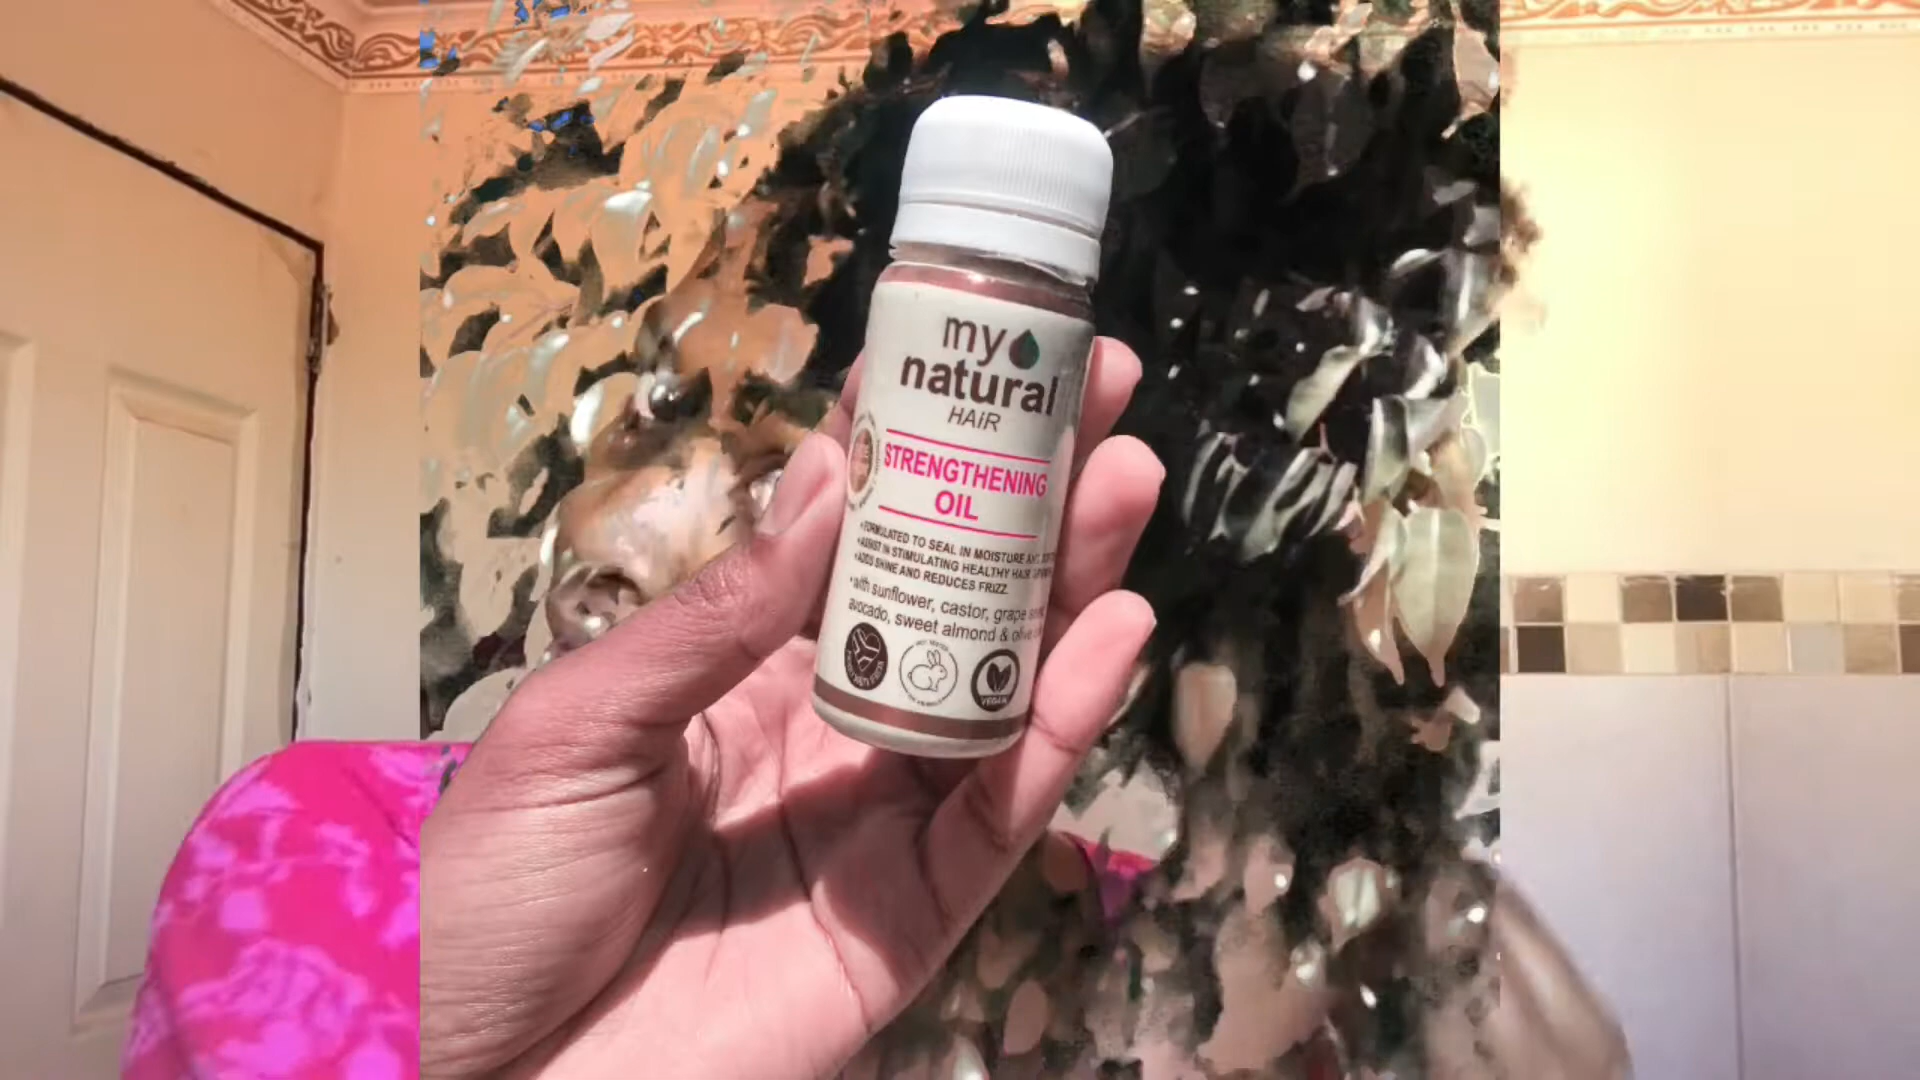 my
natural
HAIR
STRENGTHENING
OIL
• FORMULATED TO SEAL IN MOISTURE
• ASSIST IN STIMULATING HEALTHY HAIR
• ADDS SHINE AND REDUCES FRIZZ
• with sunflower, castor, grape seed
avocado, sweet almond & olive
VEGAN